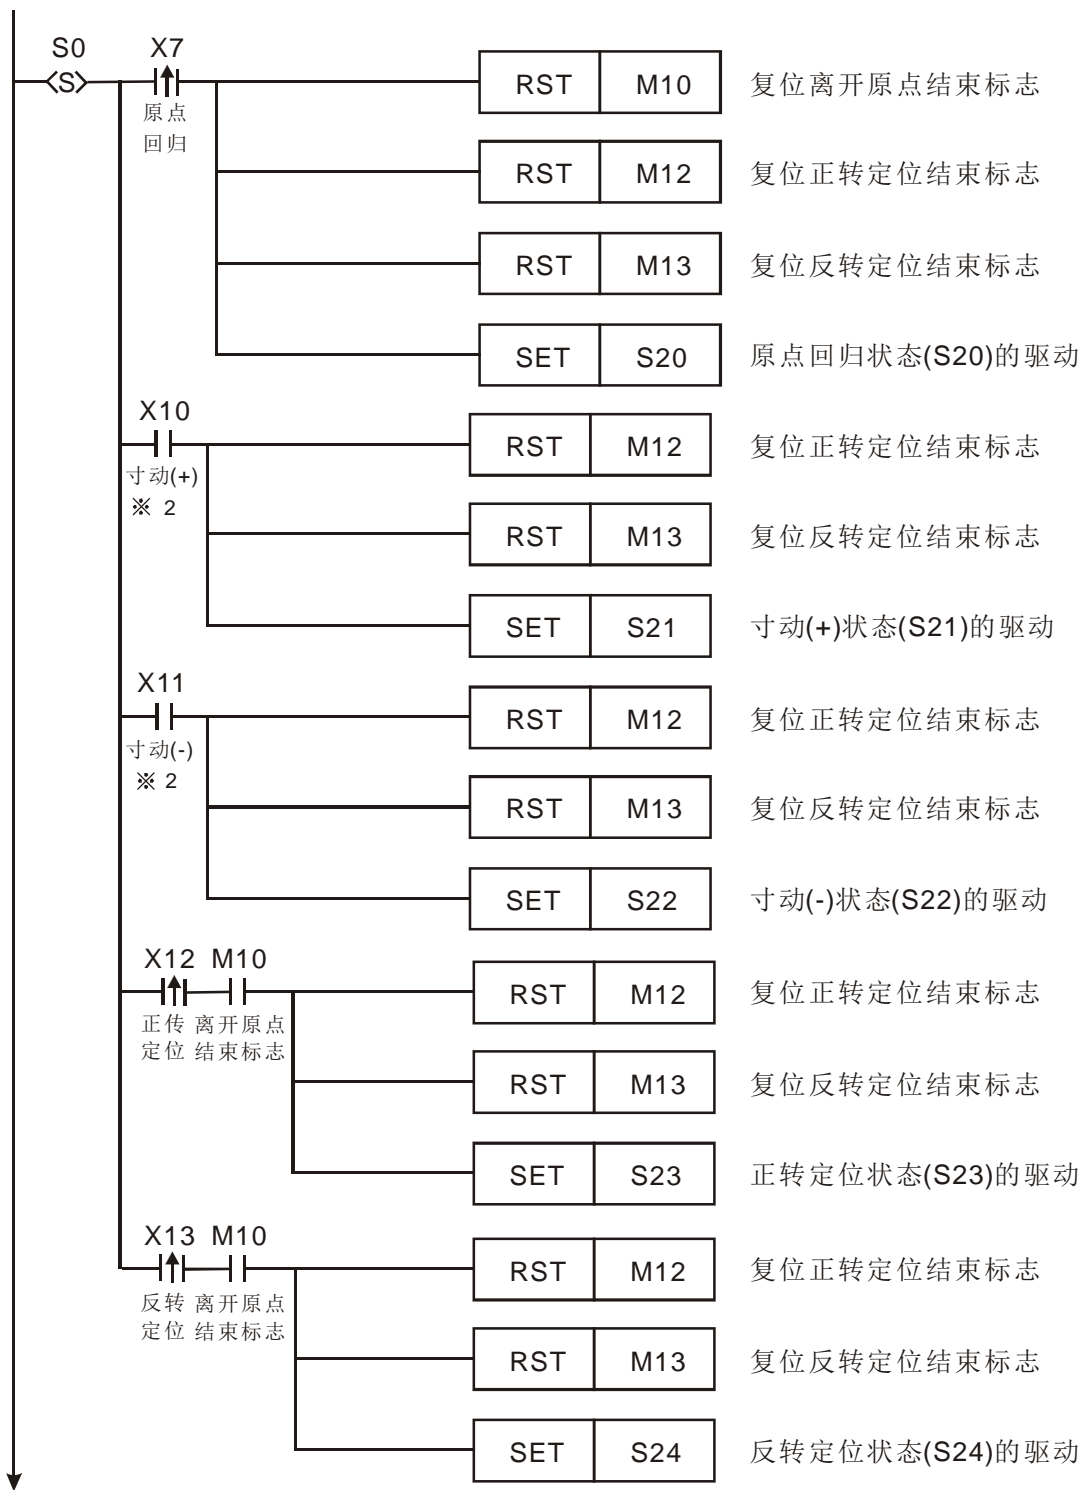 S0 X7
S
RST M10 复位离开原点结束标志
原点
回归
RST M12 复位正转定位结束标志
RST M13 复位反转定位结束标志
SET S20 原点回归状态(S20)的驱动
X10
RST M12 复位正转定位结束标志
寸动(+)
※ 2
RST M13 复位反转定位结束标志
SET S21 寸动(+)状态(S21)的驱动
X11
RST M12 复位正转定位结束标志
寸动(-)
※ 2
RST M13 复位反转定位结束标志
SET S22 寸动(-)状态(S22)的驱动
X12 M10
RST M12 复位正转定位结束标志
正传 离开原点
定位 结束标志
RST M13 复位反转定位结束标志
SET S23 正转定位状态(S23)的驱动
X13 M10
RST M12 复位正转定位结束标志
反转 离开原点
定位 结束标志
RST M13 复位反转定位结束标志
SET S24 反转定位状态(S24)的驱动